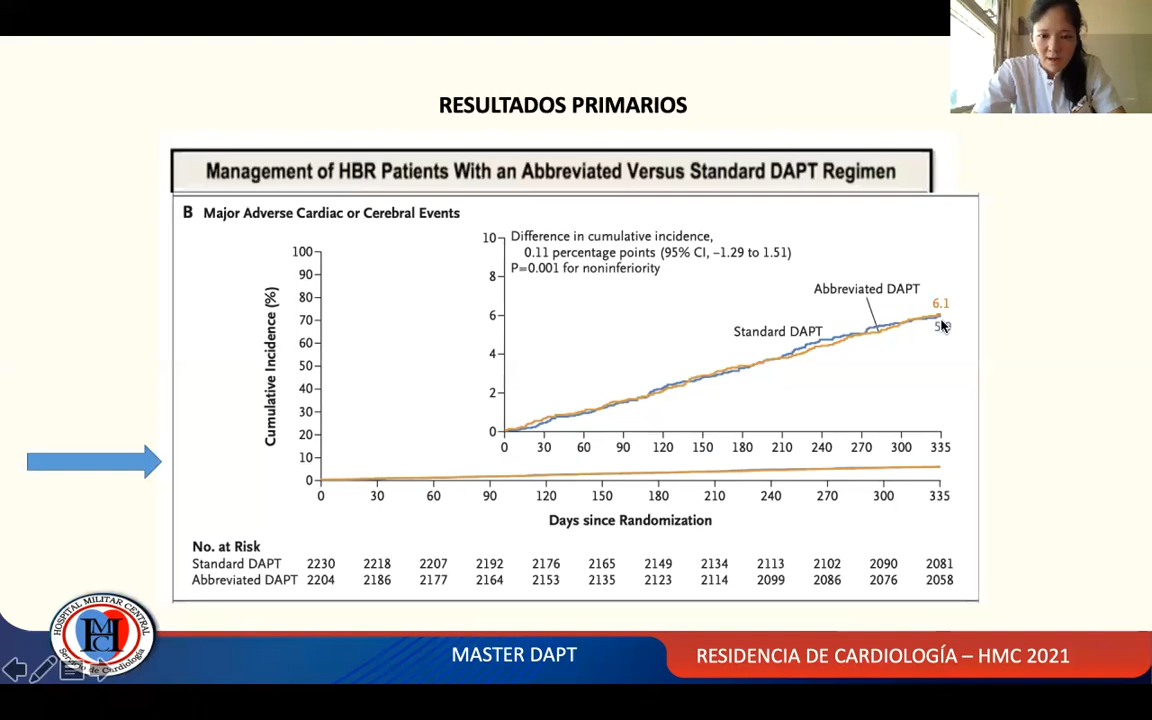 RESULTADOS PRIMARIOS
Management of HBR Patients With an Abbreviated Versus Standard DAPT Regimen
B Major Adverse Cardiac or Cerebral Events
Cumulative Incidence (%)
100
90
80
70
60
50
40
30
20
10
0
10
8
6
4
2
0
Difference in cumulative incidence,
0.11 percentage points (95% CI, −1.29 to 1.51)
P=0.001 for noninferiority
Abbreviated DAPT
Standard DAPT
6.1
0 30 60 90 120 150 180 210 240 270 300 335
0 30 60 90 120 150 180 210 240 270 300 335
Days since Randomization
No. at Risk
Standard DAPT 2230 2218 2207 2192 2176 2165 2149 2134 2113 2102 2090 2081
Abbreviated DAPT 2204 2186 2177 2164 2153 2135 2123 2114 2099 2086 2076 2058
HOSPITAL MILITAR CENTRAL
HMC
Servicio de Cardiología
MASTER DAPT
RESIDENCIA DE CARDIOLOGÍA – HMC 2021